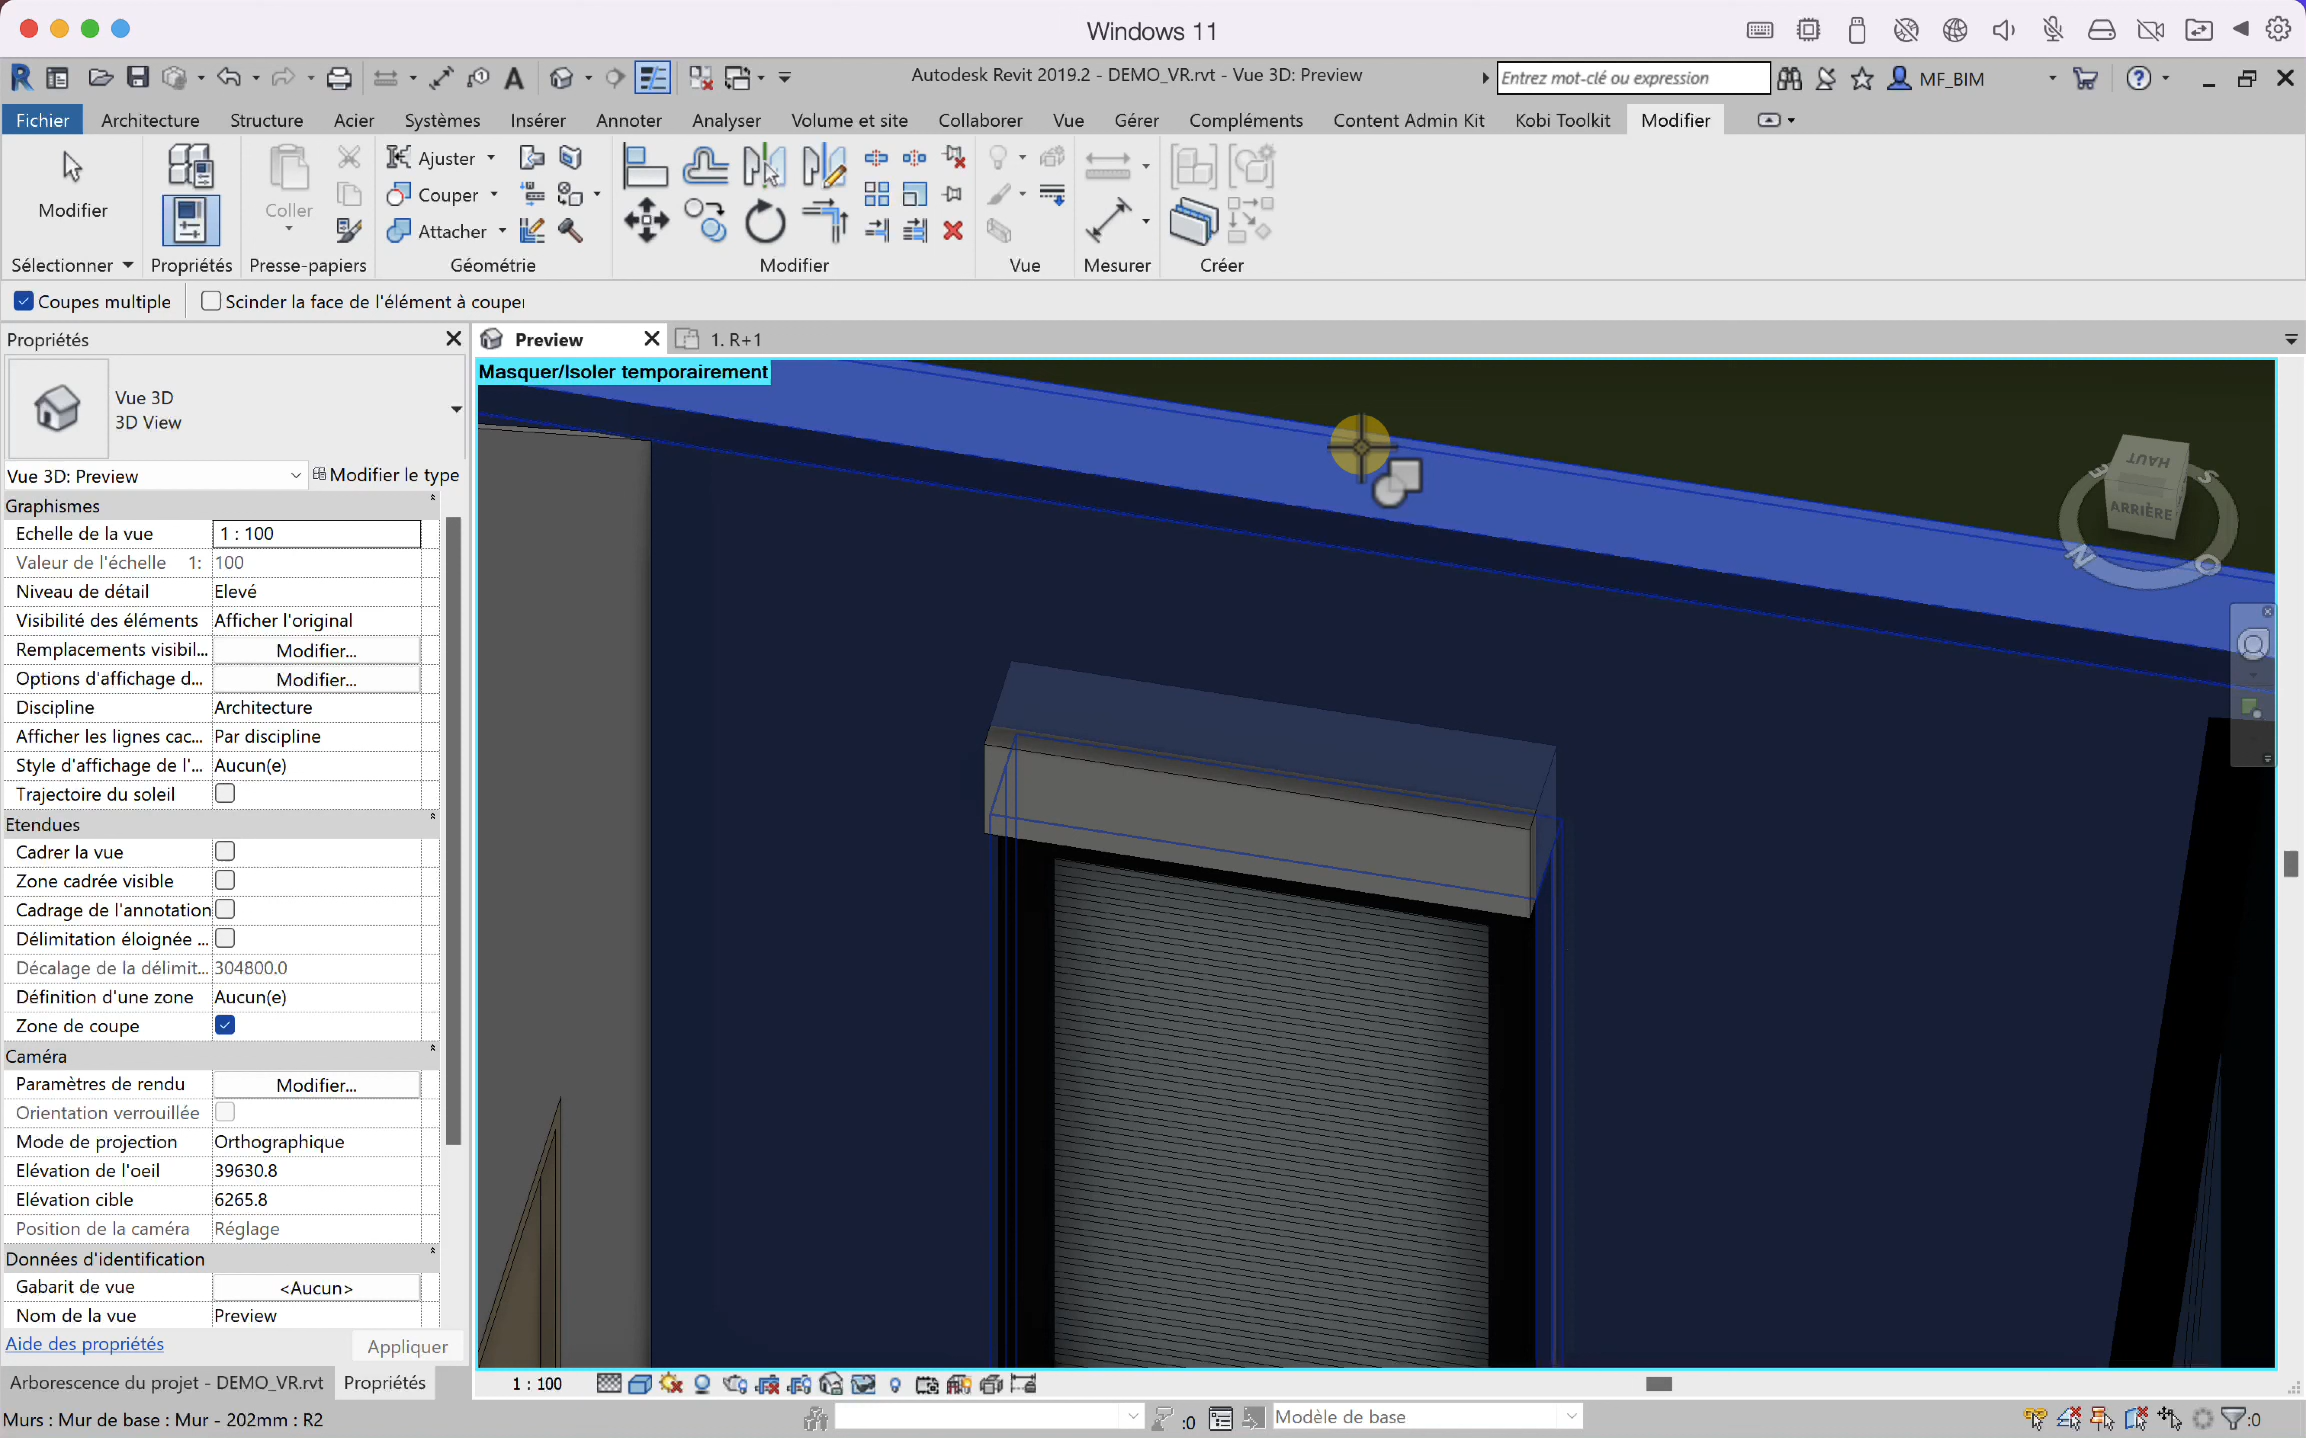 Windows 11
Autodesk Revit 2019.2 - DEMO_VR.rvt - Vue 3D: Preview
Entrez mot-clé ou expression
MF_BIM
Fichier Architecture Structure Acier Systèmes Insérer Annoter Analyser Volume et site Collaborer Vue Gérer Compléments Content Admin Kit Kobi Toolkit Modifier
Modifier
Coller
Ajuster
Couper
Attacher
Sélectionner Propriétés Presse-papiers Géométrie Modifier Vue Mesurer Créer
Coupes multiple Scinder la face de l'élément à couper
Propriétés
Preview 1. R+1
Masquer/Isoler temporairement
Vue 3D
3D View
Vue 3D: Preview Modifier le type
Graphismes
Echelle de la vue 1 : 100
Valeur de l'échelle 1: 100
Niveau de détail Elevé
Visibilité des éléments Afficher l'original
Remplacements visibil... Modifier...
Options d'affichage d... Modifier...
Discipline Architecture
Afficher les lignes cac... Par discipline
Style d'affichage de l'... Aucun(e)
Trajectoire du soleil
Etendues
Cadrer la vue
Zone cadrée visible
Cadrage de l'annotation
Délimitation éloignée ...
Décalage de la délimit... 304800.0
Définition d'une zone Aucun(e)
Zone de coupe
Caméra
Paramètres de rendu Modifier...
Orientation verrouillée
Mode de projection Orthographique
Elévation de l'oeil 39630.8
Elévation cible 6265.8
Position de la caméra Réglage
Données d'identification
Gabarit de vue <Aucun>
Nom de la vue Preview
Aide des propriétés Appliquer
Arborescence du projet - DEMO_VR.rvt Propriétés
HAUT
ARRIÈRE
E S
N O
1 : 100
Murs : Mur de base : Mur - 202mm : R2
:0
Modèle de base
:0